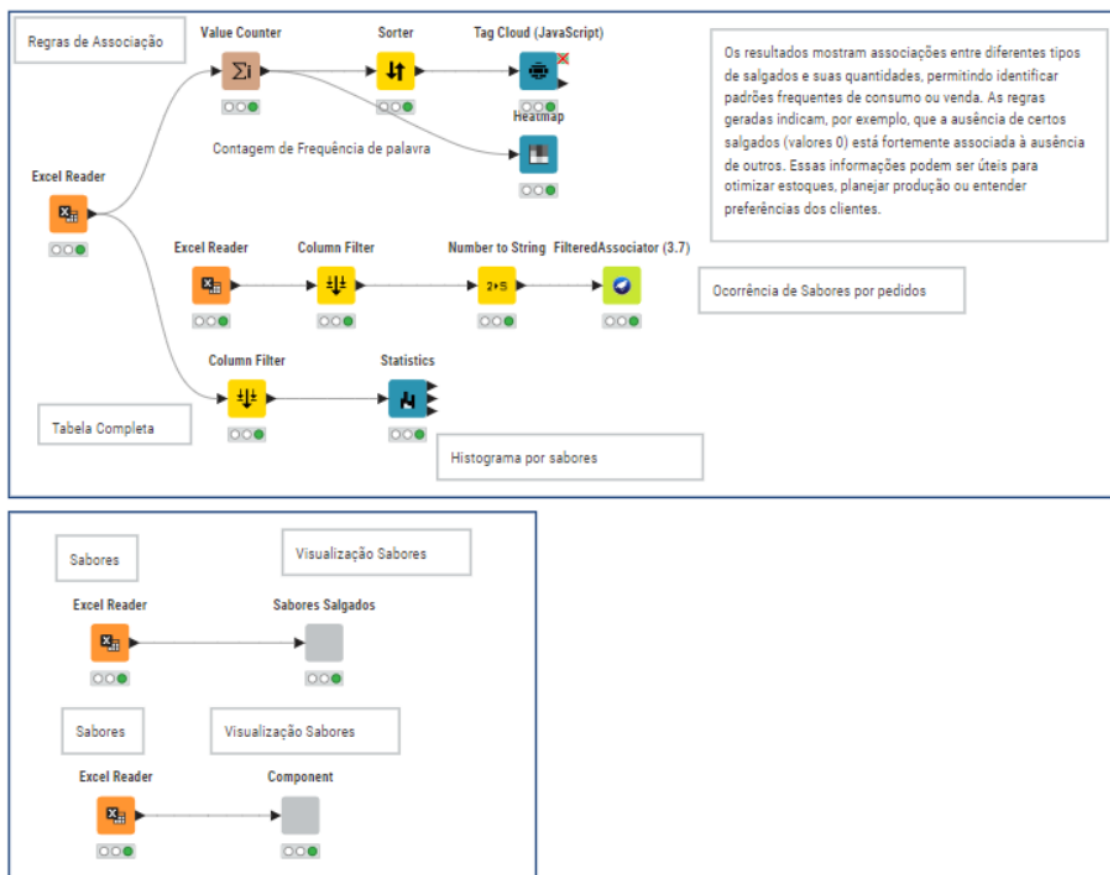 Regras de Associação
Value Counter
Sorter
Tag Cloud (JavaScript)
Σi
Os resultados mostram associações entre diferentes tipos
de salgados e suas quantidades, permitindo identificar
padrões frequentes de consumo ou venda. As regras
geradas indicam, por exemplo, que a ausência de certos
salgados (valores 0) está fortemente associada à ausência
de outros. Essas informações podem ser úteis para
otimizar estoques, planejar produção ou entender
preferências dos clientes.
Heatmap
Contagem de Frequência de palavra
Excel Reader
Excel Reader
Column Filter
Number to String
FilteredAssociator (3.7)
2▸S
Ocorrência de Sabores por pedidos
Column Filter
Statistics
Tabela Completa
Histograma por sabores
Sabores
Visualização Sabores
Excel Reader
Sabores Salgados
Sabores
Visualização Sabores
Excel Reader
Component